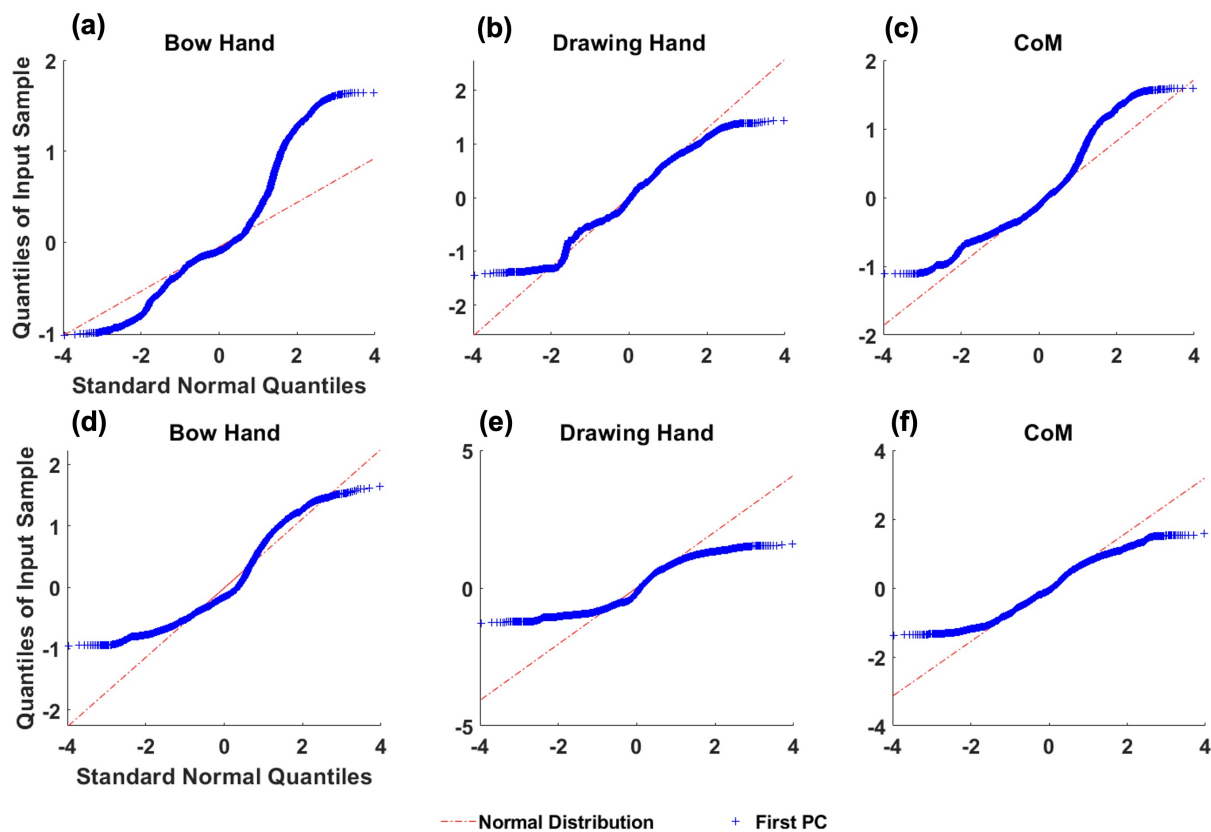 (a) (b) (c)
Bow Hand Drawing Hand CoM
Quantiles of Input Sample
2
1
0
-1
-4 -2 0 2 4
2
1
0
-1
-2
-4 -2 0 2 4
2
1
0
-1
-2
-4 -2 0 2 4
Standard Normal Quantiles
(d) (e) (f)
Bow Hand Drawing Hand CoM
Quantiles of Input Sample
2
1
0
-1
-2
-4 -2 0 2 4
5
0
-5
-4 -2 0 2 4
4
2
0
-2
-4
-4 -2 0 2 4
Standard Normal Quantiles
Normal Distribution First PC